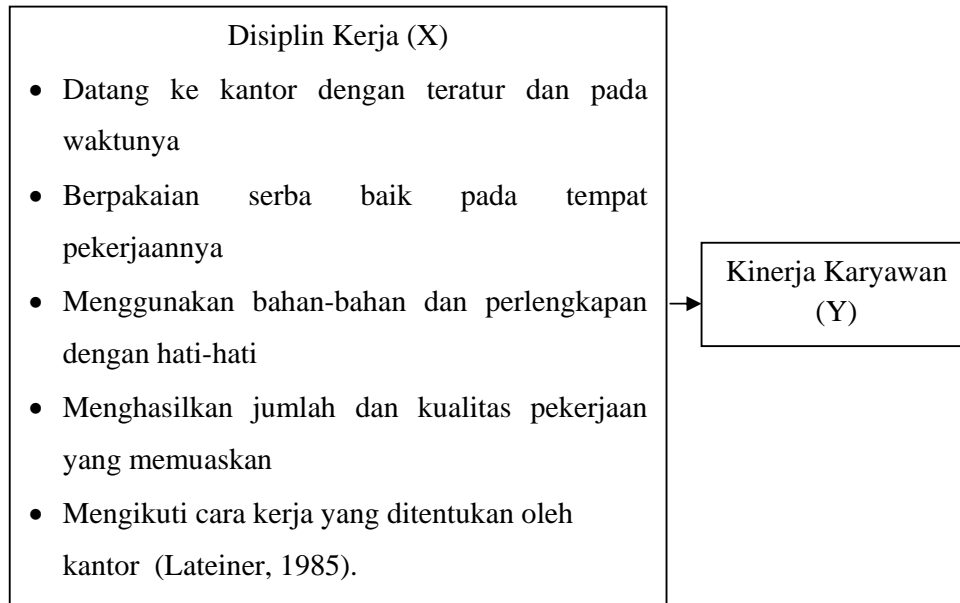 Disiplin Kerja (X)
• Datang ke kantor dengan teratur dan pada
waktunya
• Berpakaian serba baik pada tempat
pekerjaannya
• Menggunakan bahan-bahan dan perlengkapan
dengan hati-hati
• Menghasilkan jumlah dan kualitas pekerjaan
yang memuaskan
• Mengikuti cara kerja yang ditentukan oleh
kantor (Lateiner, 1985).
Kinerja Karyawan
(Y)